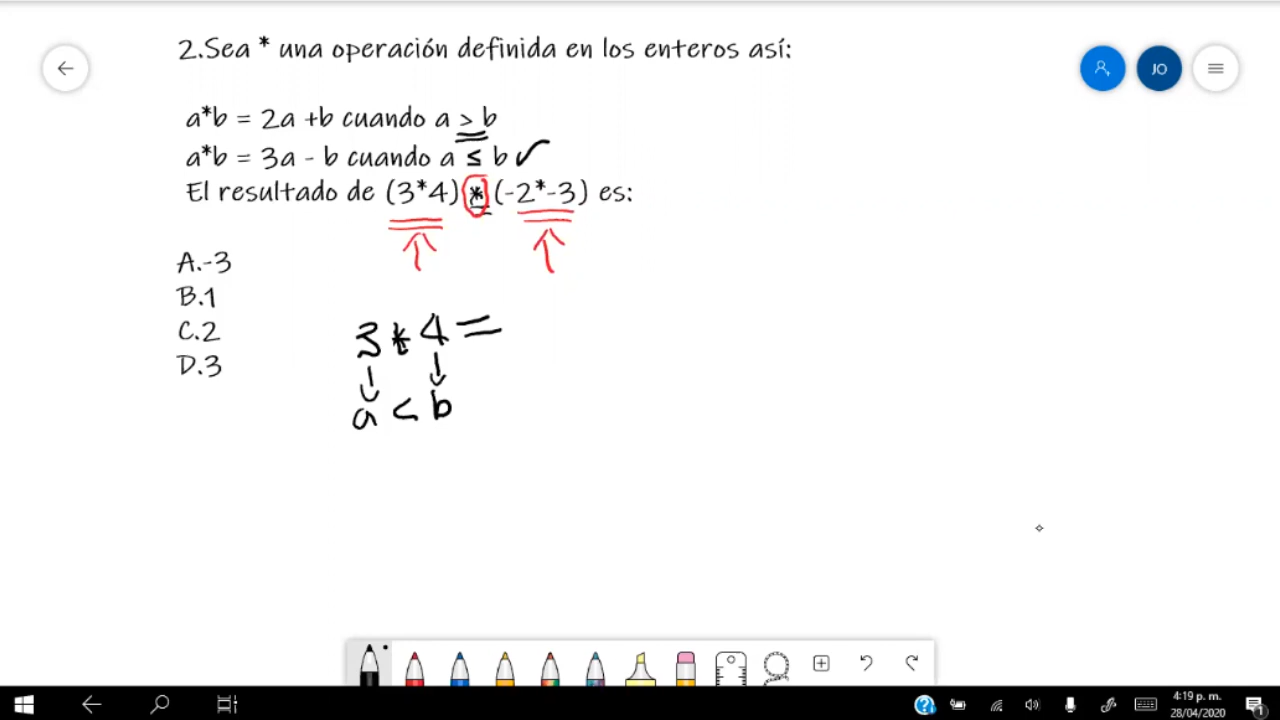 2.Sea * una operación definida en los enteros así:
JO
a*b = 2a +b cuando a > b
a*b = 3a - b cuando a ≤ b ✓
El resultado de (3*4) * (-2*-3) es:
A.-3
B.1
C.2
D.3
3 * 4 =
a < b
4:19 p. m.
28/04/2020
1